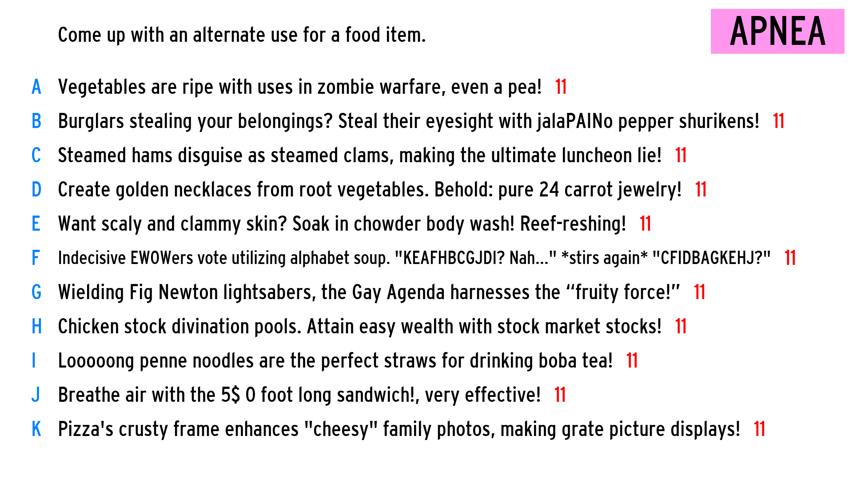 Come up with an alternate use for a food item.
APNEA
A Vegetables are ripe with uses in zombie warfare, even a pea! 11
B Burglars stealing your belongings? Steal their eyesight with jalaPAINo pepper shurikens! 11
C Steamed hams disguise as steamed clams, making the ultimate luncheon lie! 11
D Create golden necklaces from root vegetables. Behold: pure 24 carrot jewelry! 11
E Want scaly and clammy skin? Soak in chowder body wash! Reef-reshing! 11
F Indecisive EWOWers vote utilizing alphabet soup. "KEAFHBCGJDI? Nah..." *stirs again* "CFIDBAGKEHJ?" 11
G Wielding Fig Newton lightsabers, the Gay Agenda harnesses the “fruity force!” 11
H Chicken stock divination pools. Attain easy wealth with stock market stocks! 11
I Looooong penne noodles are the perfect straws for drinking boba tea! 11
J Breathe air with the 5$ 0 foot long sandwich!, very effective! 11
K Pizza's crusty frame enhances "cheesy" family photos, making grate picture displays! 11